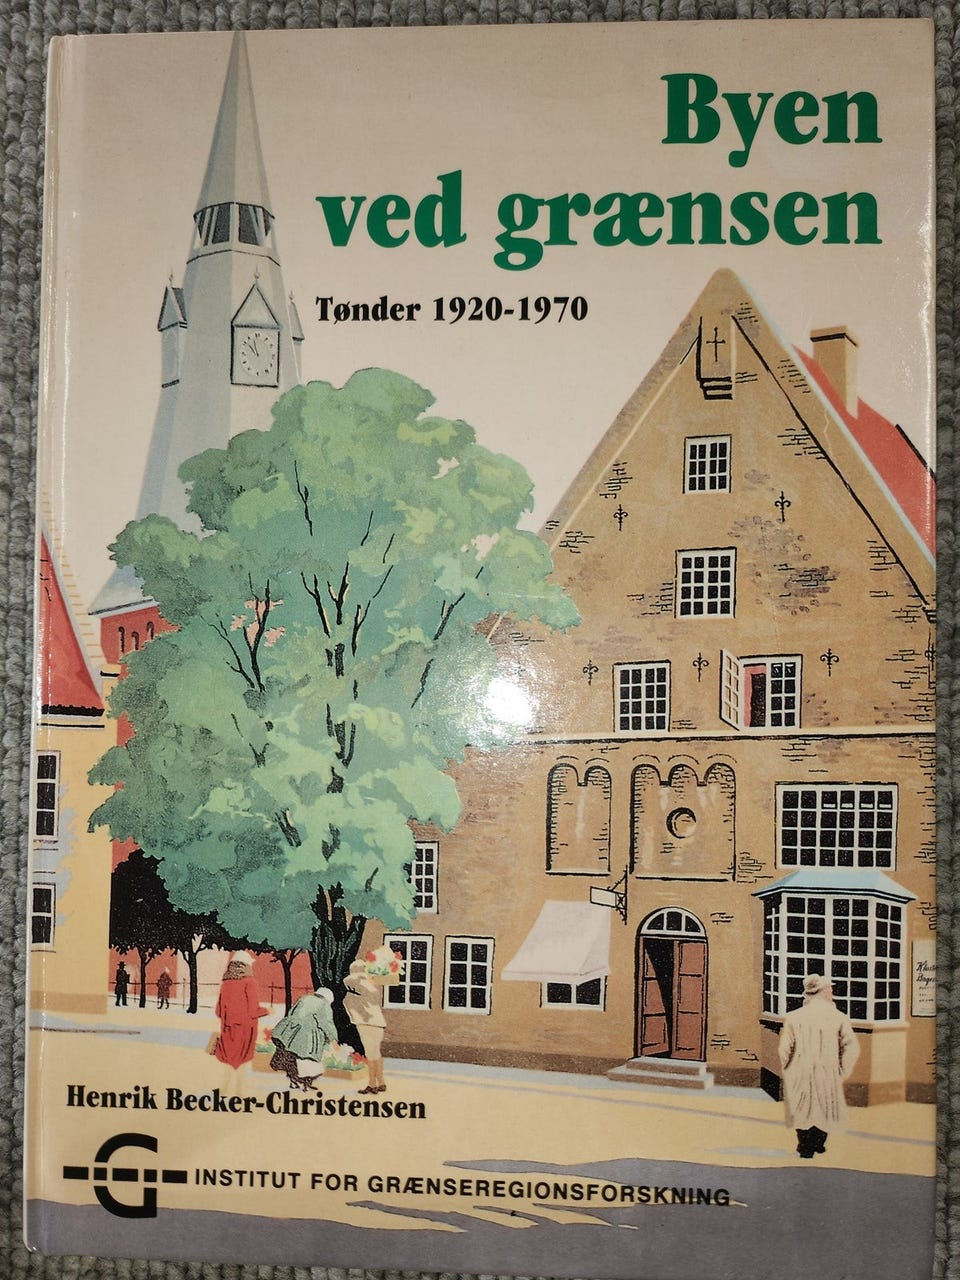 Byen
ved grænsen
Tønder 1920-1970
Henrik Becker-Christensen
G
INSTITUT FOR GRÆNSEREGIONSFORSKNING